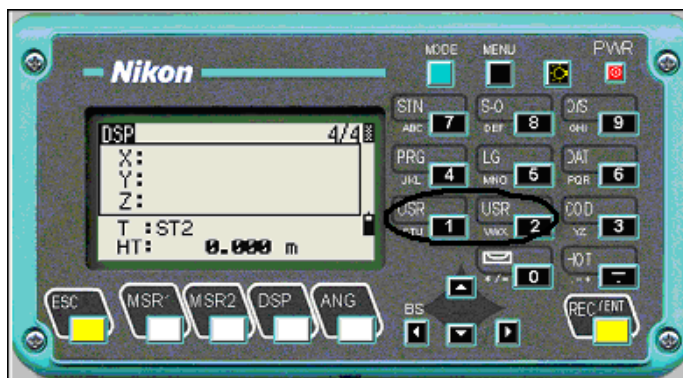 MODE MENU PWR
Nikon
STN S-O O/S
ABC 7 DEF 8 GHI 9
DSP 4/4
X:
Y:
Z:
PRG LG DAT
JKL 4 MNO 5 PQR 6
USR USR COD
STU 1 VWX 2 YZ 3
T :ST2
HT: 0.000 m
HOT
0
ESC MSR1 MSR2 DSP ANG BS REC/ENT